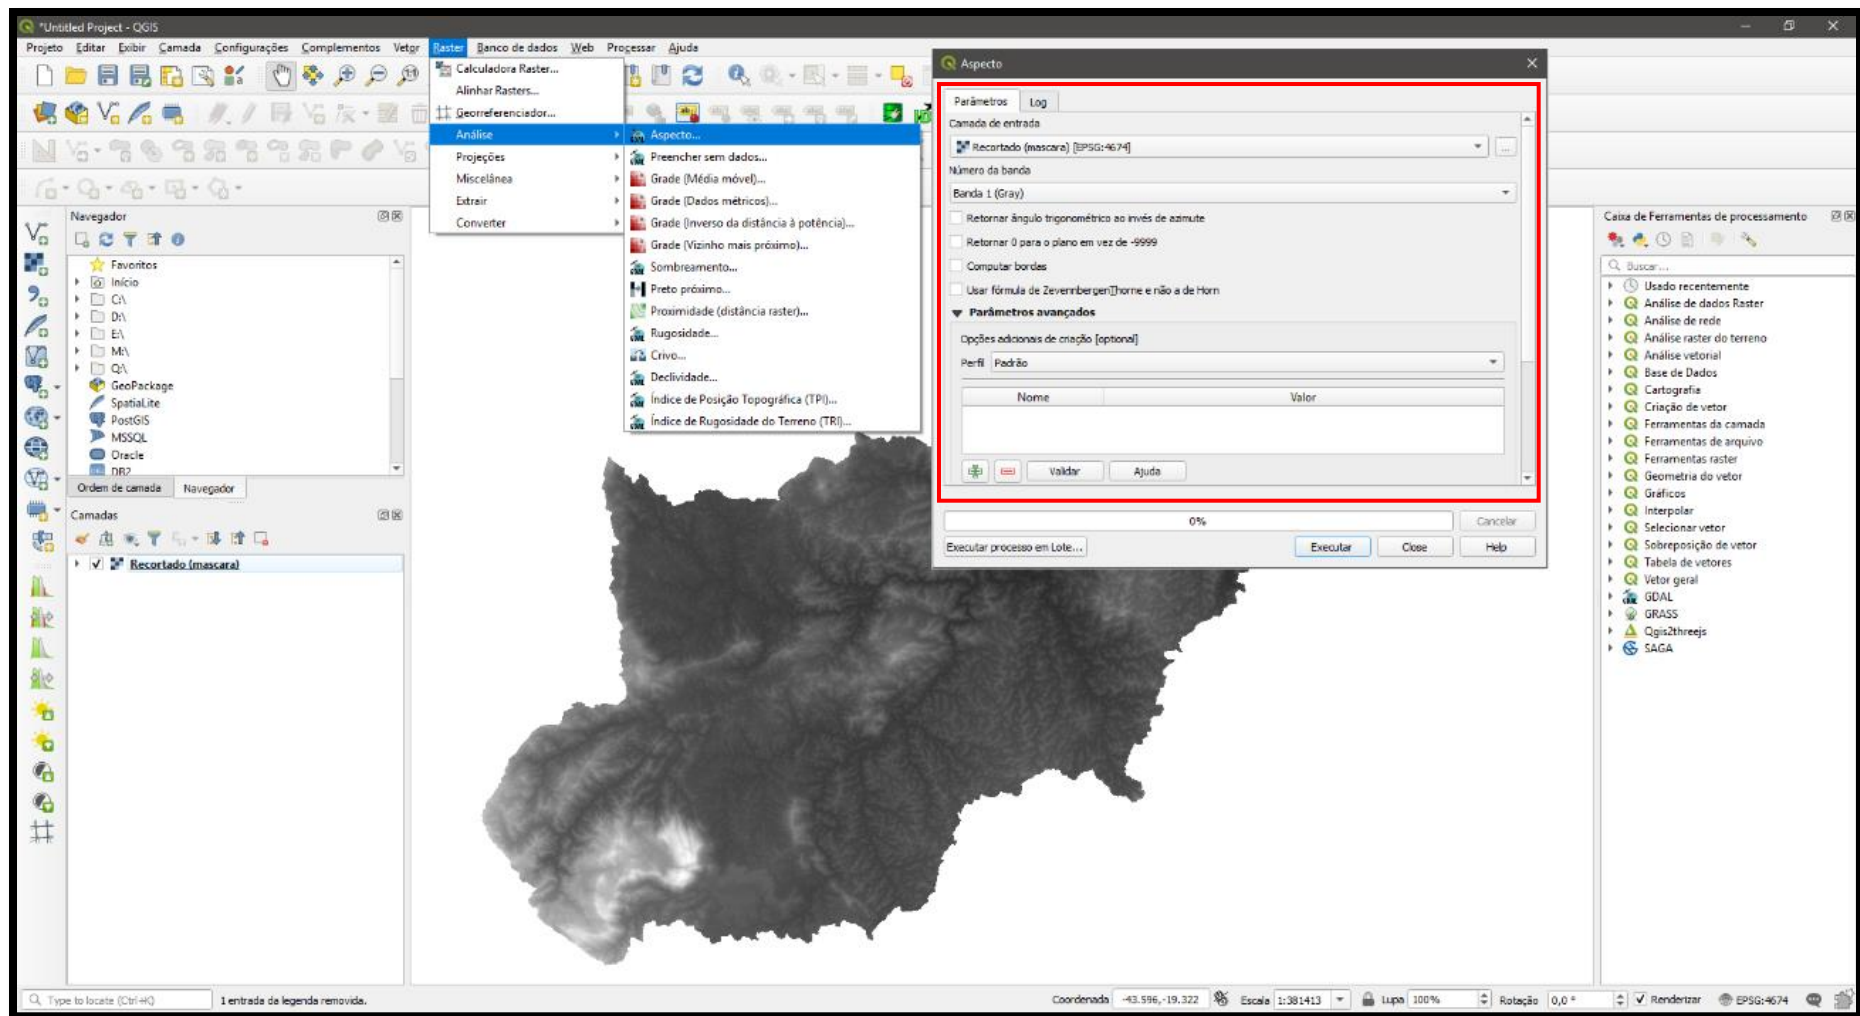 *Untitled Project - QGIS
Projeto Editar Exibir Camada Configurações Complementos Vetor Raster Banco de dados Web Processar Ajuda
Calculadora Raster...
Alinhar Rasters...
Georreferenciador...
Análise
Projeções
Miscelânea
Extrair
Converter
Aspecto...
Preencher sem dados...
Grade (Média móvel)...
Grade (Dados métricos)...
Grade (Inverso da distância à potência)...
Grade (Vizinho mais próximo)...
Sombreamento...
Preto próximo...
Proximidade (distância raster)...
Rugosidade...
Crivo...
Declividade...
Índice de Posição Topográfica (TPI)...
Índice de Rugosidade do Terreno (TRI)...
Aspecto
Parâmetros Log
Camada de entrada
Recortado (mascara) [EPSG:4674]
Número da banda
Banda 1 (Gray)
Retornar ângulo trigonométrico ao invés de azimute
Retornar 0 para o plano em vez de -9999
Computar bordas
Usar fórmula de ZevennbergenThorne e não a de Horn
Parâmetros avançados
Opções adicionais de criação [optional]
Perfil Padrão
Nome Valor
Validar Ajuda
0% Cancelar
Executar processo em Lote... Executar Close Help
Navegador
Favoritos
Início
C:\
D:\
E:\
M:\
Q:\
GeoPackage
SpatiaLite
PostGIS
MSSQL
Oracle
DB2
Ordem de camada Navegador
Camadas
Recortado (mascara)
Caixa de Ferramentas de processamento
Buscar...
Usado recentemente
Análise de dados Raster
Análise de rede
Análise raster do terreno
Análise vetorial
Base de Dados
Cartografia
Criação de vetor
Ferramentas da camada
Ferramentas de arquivo
Ferramentas raster
Geometria do vetor
Gráficos
Interpolar
Selecionar vetor
Sobreposição de vetor
Tabela de vetores
Vetor geral
GDAL
GRASS
Qgis2threejs
SAGA
Type to locate (Ctrl+K) 1 entrada da legenda removida. Coordenada -43.596,-19.322 Escala 1:381413 Lupa 100% Rotação 0,0 ° Renderizar EPSG:4674